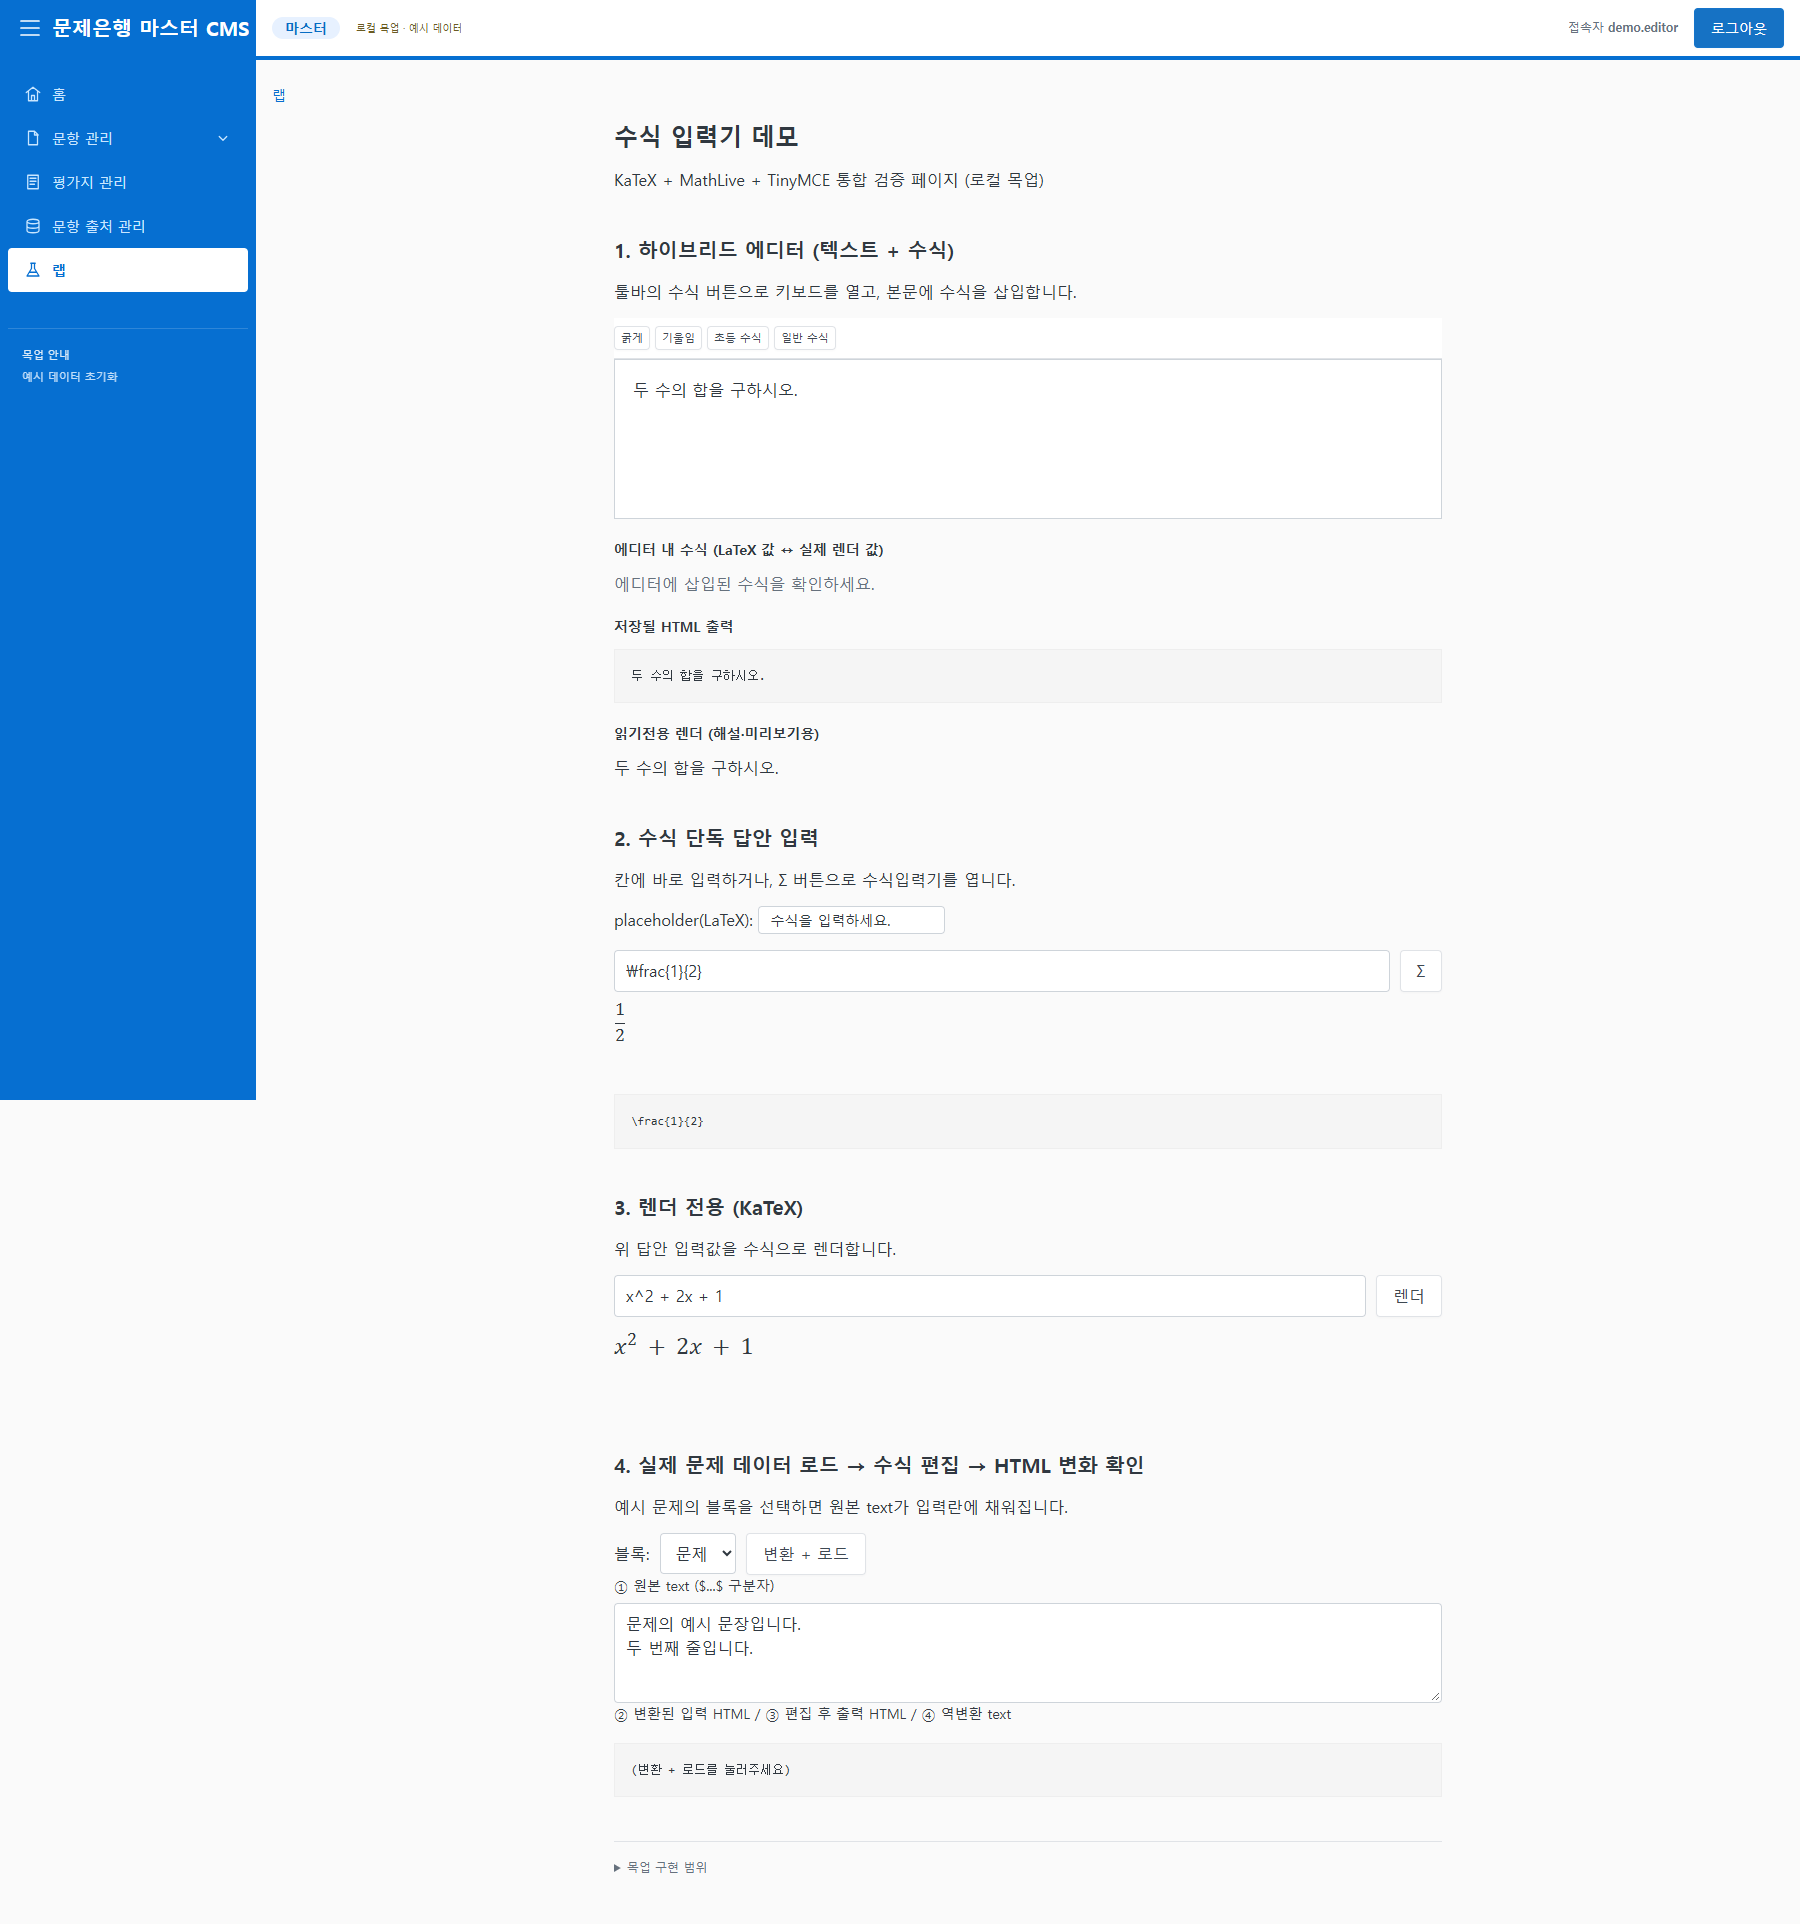 문제은행 마스터 CMS
마스터
로컬 목업 · 예시 데이터
접속자 demo.editor
로그아웃
홈
문항 관리
평가지 관리
문항 출처 관리
랩
목업 안내
예시 데이터 초기화
랩
수식 입력기 데모
KaTeX + MathLive + TinyMCE 통합 검증 페이지 (로컬 목업)
1. 하이브리드 에디터 (텍스트 + 수식)
툴바의 수식 버튼으로 키보드를 열고, 본문에 수식을 삽입합니다.
굵게 기울임 초등 수식 일반 수식
두 수의 합을 구하시오.
에디터 내 수식 (LaTeX 값 ↔ 실제 렌더 값)
에디터에 삽입된 수식을 확인하세요.
저장될 HTML 출력
두 수의 합을 구하시오.
읽기전용 렌더 (해설·미리보기용)
두 수의 합을 구하시오.
2. 수식 단독 답안 입력
칸에 바로 입력하거나, Σ 버튼으로 수식입력기를 엽니다.
placeholder(LaTeX): 수식을 입력하세요.
₩frac{1}{2} Σ
1
2
\frac{1}{2}
3. 렌더 전용 (KaTeX)
위 답안 입력값을 수식으로 렌더합니다.
x^2 + 2x + 1 렌더
x² + 2x + 1
4. 실제 문제 데이터 로드 → 수식 편집 → HTML 변화 확인
예시 문제의 블록을 선택하면 원본 text가 입력란에 채워집니다.
블록: 문제 변환 + 로드
① 원본 text ($...$ 구분자)
문제의 예시 문장입니다.
두 번째 줄입니다.
② 변환된 입력 HTML / ③ 편집 후 출력 HTML / ④ 역변환 text
(변환 + 로드를 눌러주세요)
▶ 목업 구현 범위